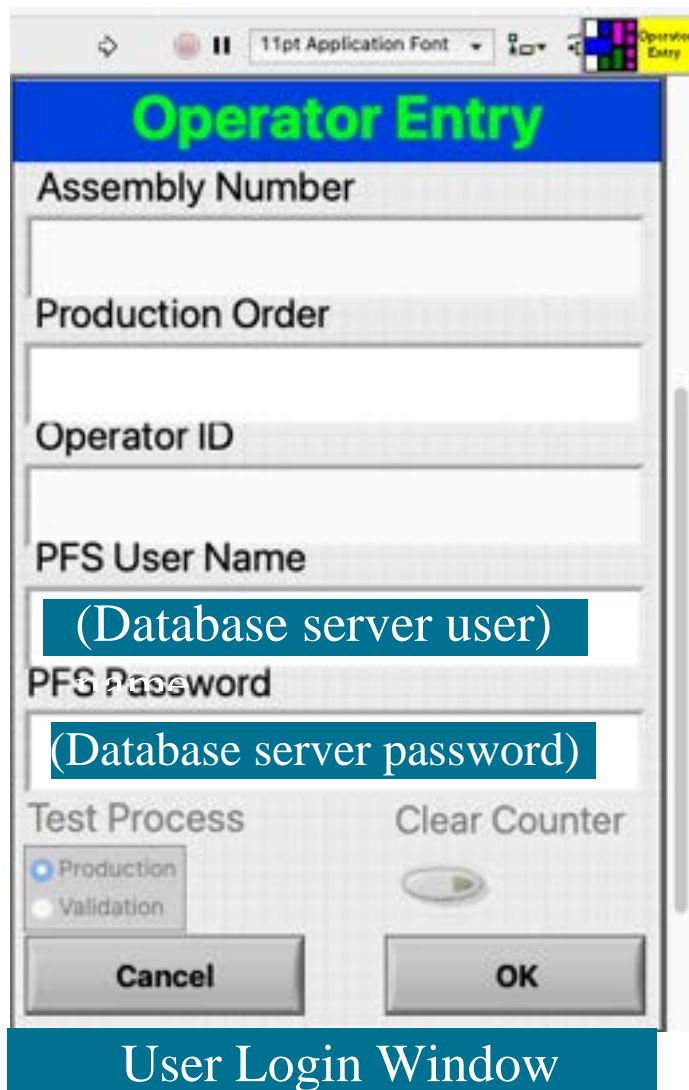 11pt Application Font
Operator
Entry
Operator Entry
Assembly Number
Production Order
Operator ID
PFS User Name
(Database server user)
name
PFS Password
(Database server password)
Test Process
Clear Counter
Production
Validation
Cancel
OK
User Login Window